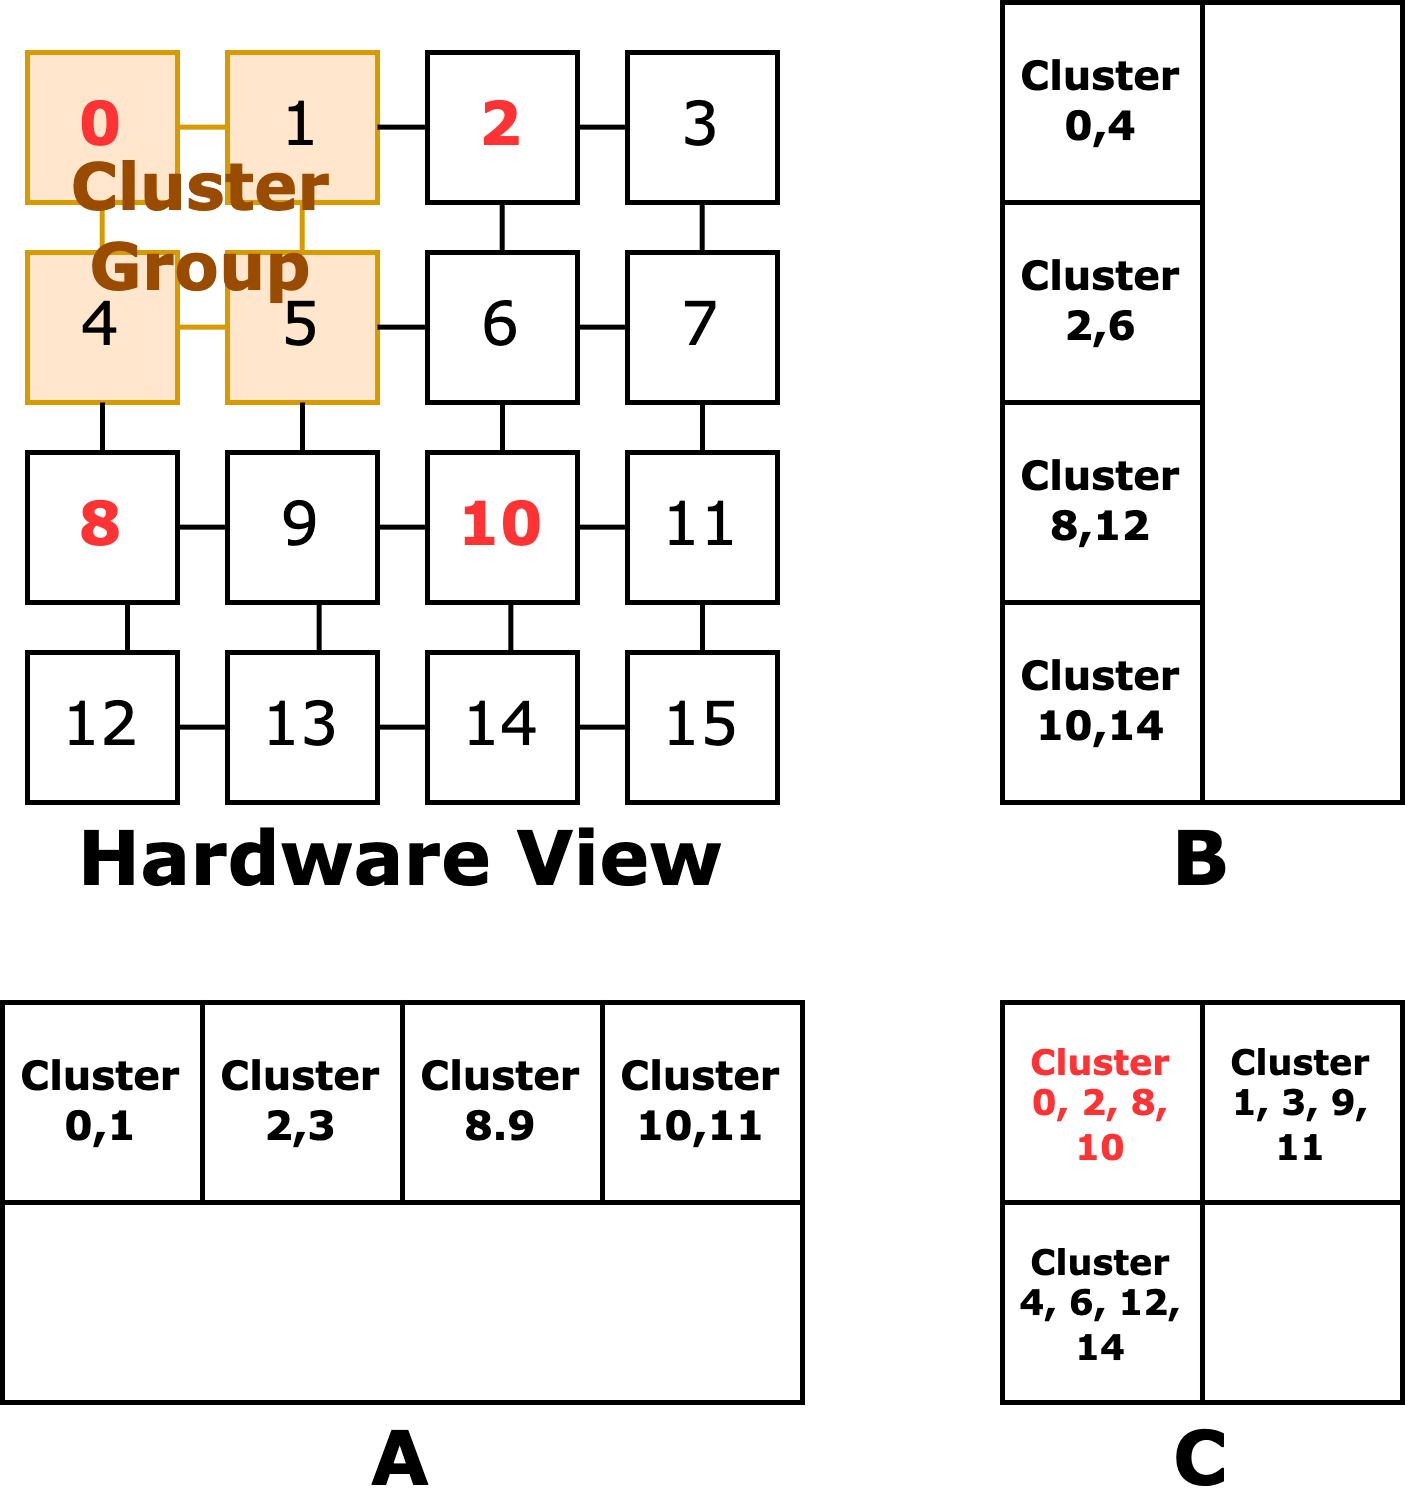 0 1 2 3
Cluster
Group
4 5 6 7
8 9 10 11
12 13 14 15
Hardware View
Cluster
0,4
Cluster
2,6
Cluster
8,12
Cluster
10,14
B
Cluster
0,1
Cluster
2,3
Cluster
8.9
Cluster
10,11
A
Cluster
0, 2, 8,
10
Cluster
1, 3, 9,
11
Cluster
4, 6, 12,
14
C